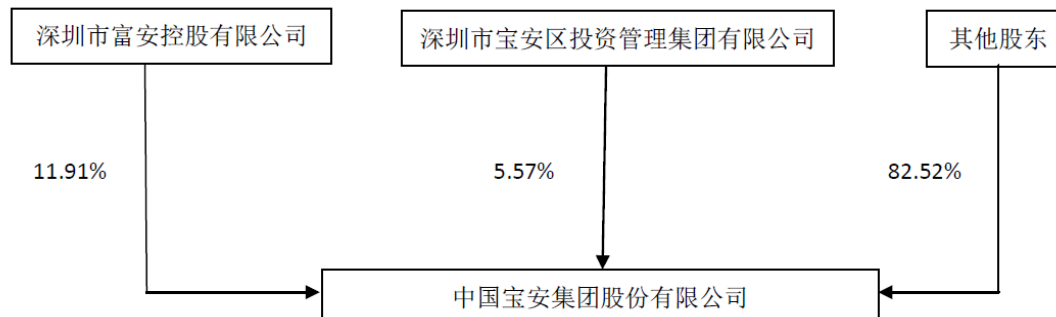 深圳市富安控股有限公司
深圳市宝安区投资管理集团有限公司
其他股东
11.91%
5.57%
82.52%
中国宝安集团股份有限公司